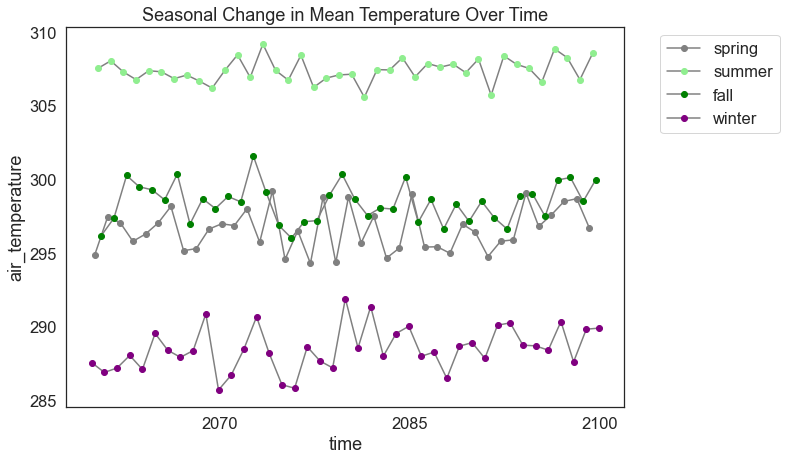 Seasonal Change in Mean Temperature Over Time
310
305
300
295
290
285
air_temperature
2070
2085
2100
time
spring
summer
fall
winter